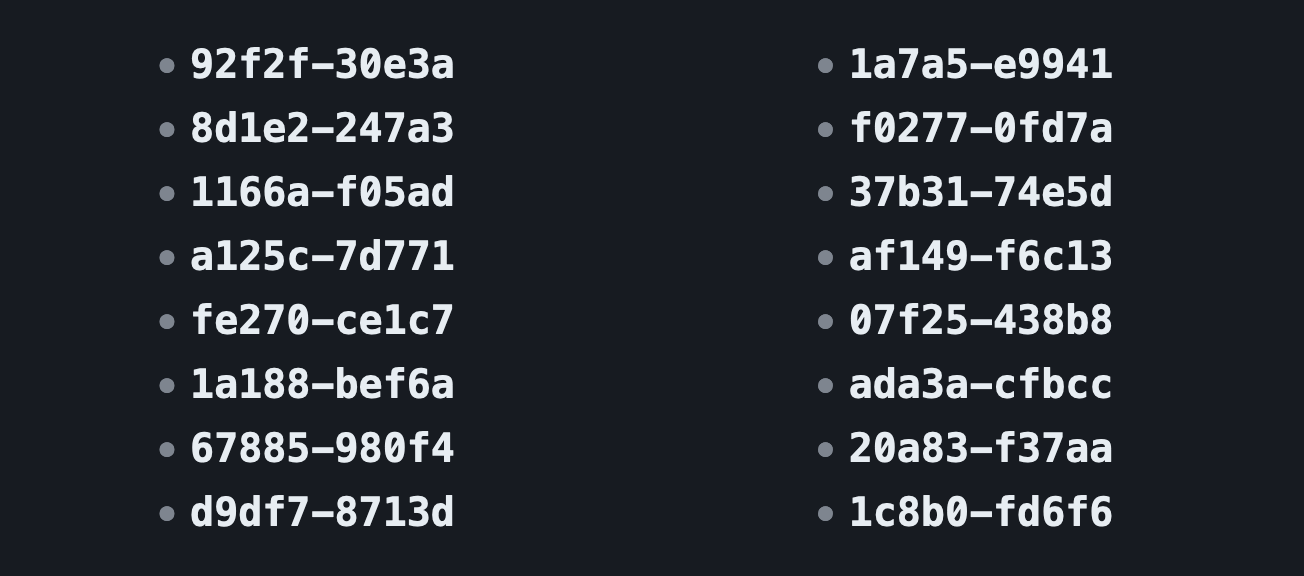 92f2f-30e3a
8d1e2-247a3
1166a-f05ad
a125c-7d771
fe270-ce1c7
1a188-bef6a
67885-980f4
d9df7-8713d
1a7a5-e9941
f0277-0fd7a
37b31-74e5d
af149-f6c13
07f25-438b8
ada3a-cfbcc
20a83-f37aa
1c8b0-fd6f6